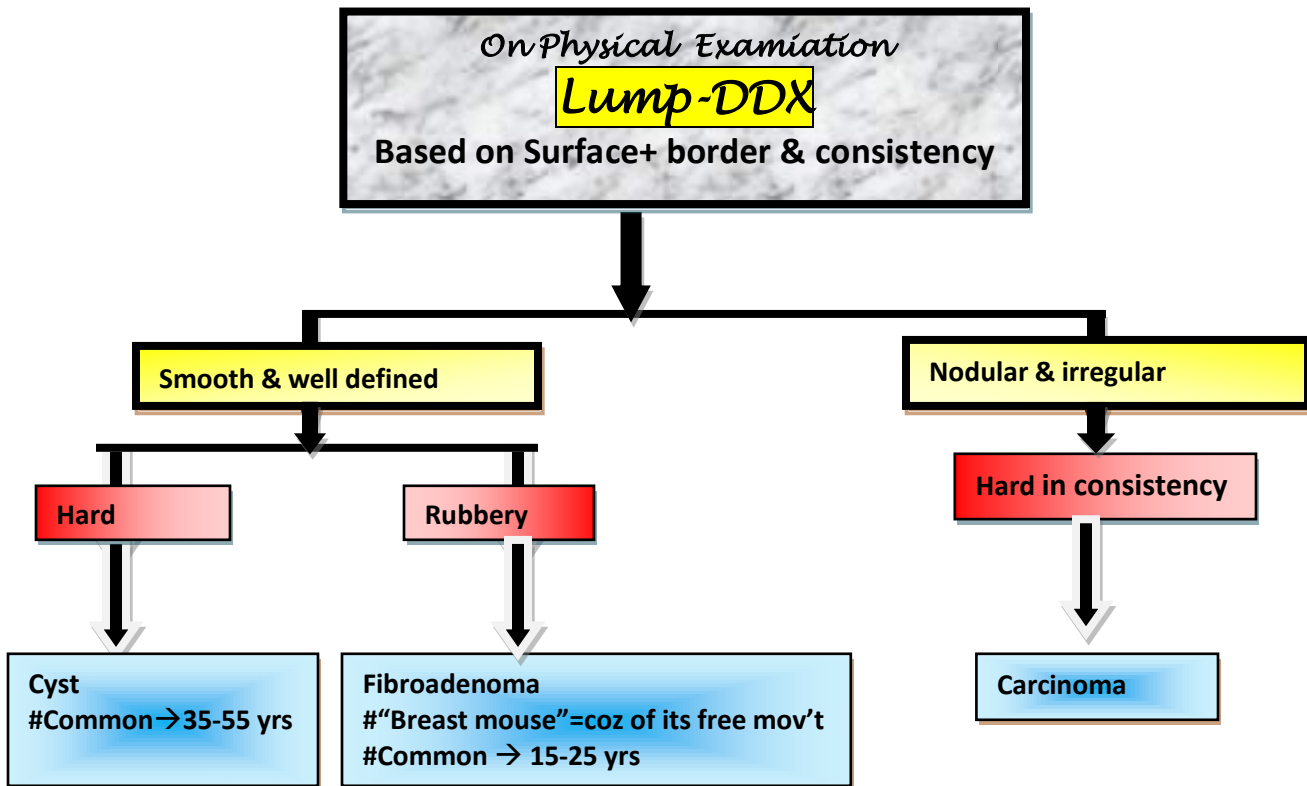 On Physical Examiation
Lump-DDX
Based on Surface+ border & consistency
Smooth & well defined
Nodular & irregular
Hard
Rubbery
Hard in consistency
Cyst
#Common→35-55 yrs
Fibroadenoma
#“Breast mouse”=coz of its free mov’t
#Common → 15-25 yrs
Carcinoma